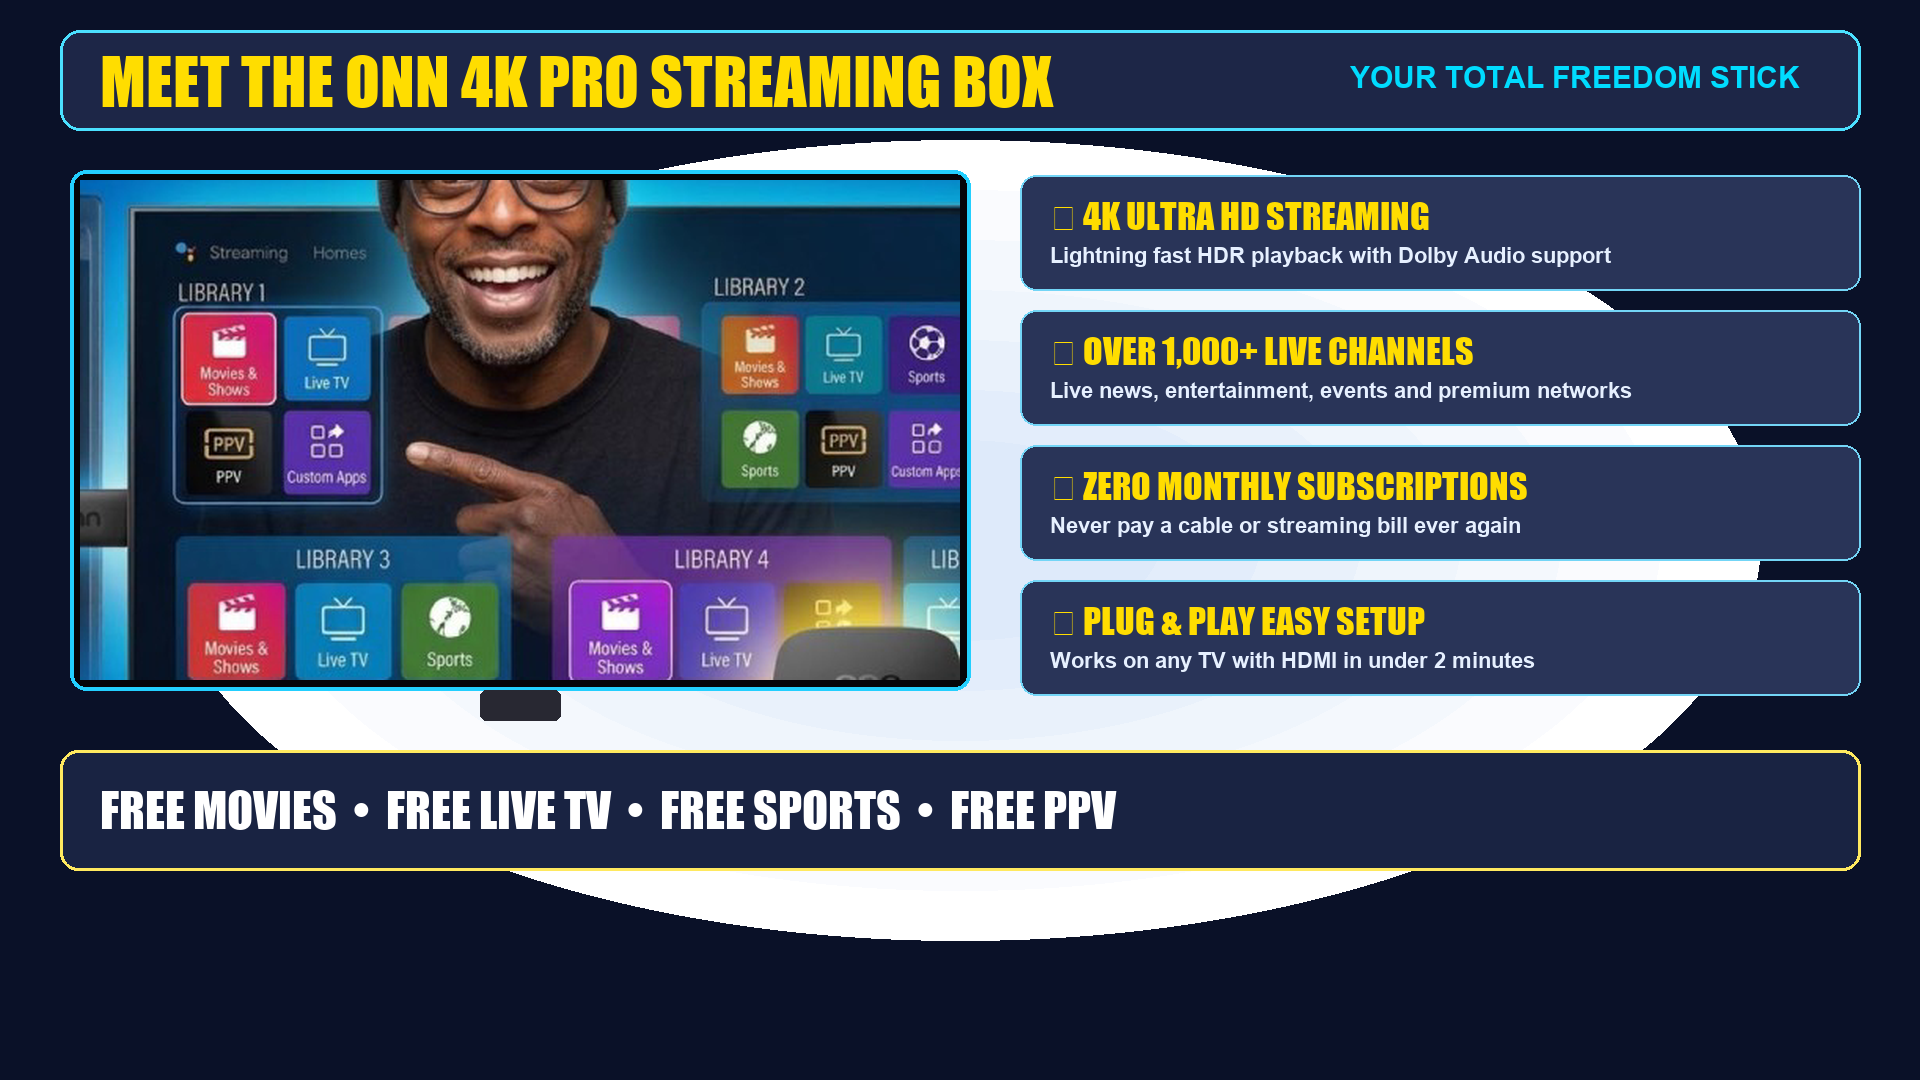 MEET THE ONN 4K PRO STREAMING BOX
YOUR TOTAL FREEDOM STICK
Streaming Homes
LIBRARY 1
Movies & Shows
Live TV
PPV
PPV
Custom Apps
LIBRARY 2
Movies & Shows
Live TV
Sports
Sports
PPV
PPV
Custom Apps
LIBRARY 3
Movies & Shows
Live TV
Sports
LIBRARY 4
Movies & Shows
Live TV
LIB
4K ULTRA HD STREAMING
Lightning fast HDR playback with Dolby Audio support
OVER 1,000+ LIVE CHANNELS
Live news, entertainment, events and premium networks
ZERO MONTHLY SUBSCRIPTIONS
Never pay a cable or streaming bill ever again
PLUG & PLAY EASY SETUP
Works on any TV with HDMI in under 2 minutes
FREE MOVIES • FREE LIVE TV • FREE SPORTS • FREE PPV